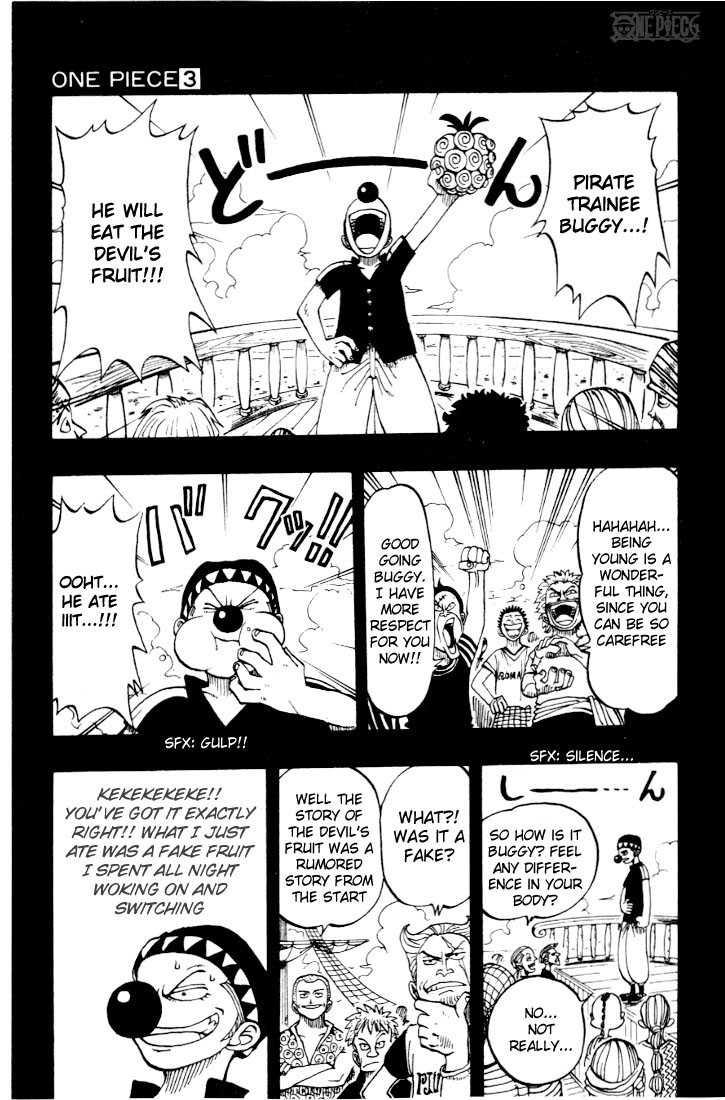 ONE PIECE
ONE PIECE 3
PIRATE
TRAINEE
BUGGY...!
ど
ー
ん
HE WILL
EAT THE
DEVIL'S
FRUIT!!!
HAHAHAH...
BEING
YOUNG IS A
WONDER-
FUL THING,
SINCE YOU
CAN BE SO
CAREFREE
GOOD
GOING
BUGGY.
I HAVE
MORE
RESPECT
FOR YOU
NOW!!
ROMA
バクッ!!
OOHT...
HE ATE
IIIT...!!!
SFX: GULP!!
SFX: SILENCE...
しーん
SO HOW IS IT
BUGGY? FEEL
ANY DIFFER-
ENCE IN YOUR
BODY?
NO...
NOT
REALLY...
WHAT?!
WAS IT A
FAKE?
WELL THE
STORY OF
THE DEVIL'S
FRUIT WAS A
RUMORED
STORY FROM
THE START
KEKEKEKEKE!!
YOU'VE GOT IT EXACTLY
RIGHT!! WHAT I JUST
ATE WAS A FAKE FRUIT
I SPENT ALL NIGHT
WOKING ON AND
SWITCHING